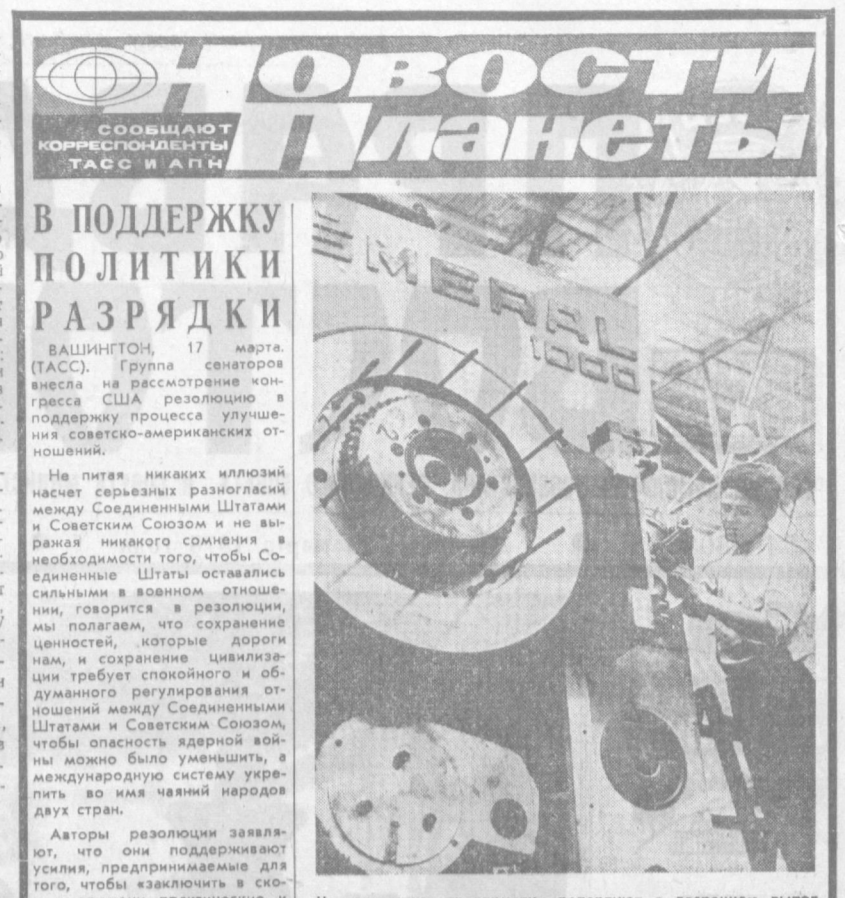 Новости
Планеты
СООБЩАЮТ
КОРРЕСПОНДЕНТЫ
ТАСС И АПН
В ПОДДЕРЖКУ
ПОЛИТИКИ
РАЗРЯДКИ
ВАШИНГТОН, 17 марта.
(ТАСС). Группа сенаторов
внесла на рассмотрение кон-
гресса США резолюцию в
поддержку процесса улучше-
ния советско-американских от-
ношений.
Не питая никаких иллюзий
насчет серьезных разногласий
между Соединенными Штатами
и Советским Союзом и не вы-
ражая никакого сомнения в
необходимости того, чтобы Со-
единенные Штаты оставались
сильными в военном отноше-
нии, говорится в резолюции,
мы полагаем, что сохранение
ценностей, которые дороги
нам, и сохранение цивилиза-
ции требует спокойного и об-
думанного регулирования от-
ношений между Соединенными
Штатами и Советским Союзом,
чтобы опасность ядерной вой-
ны можно было уменьшить, а
международную систему укре-
пить во имя чаяний народов
двух стран.
Авторы резолюции заявля-
ют, что они поддерживают
усилия, предпринимаемые для
того, чтобы «заключить в ско-
ŠMERAL
1000